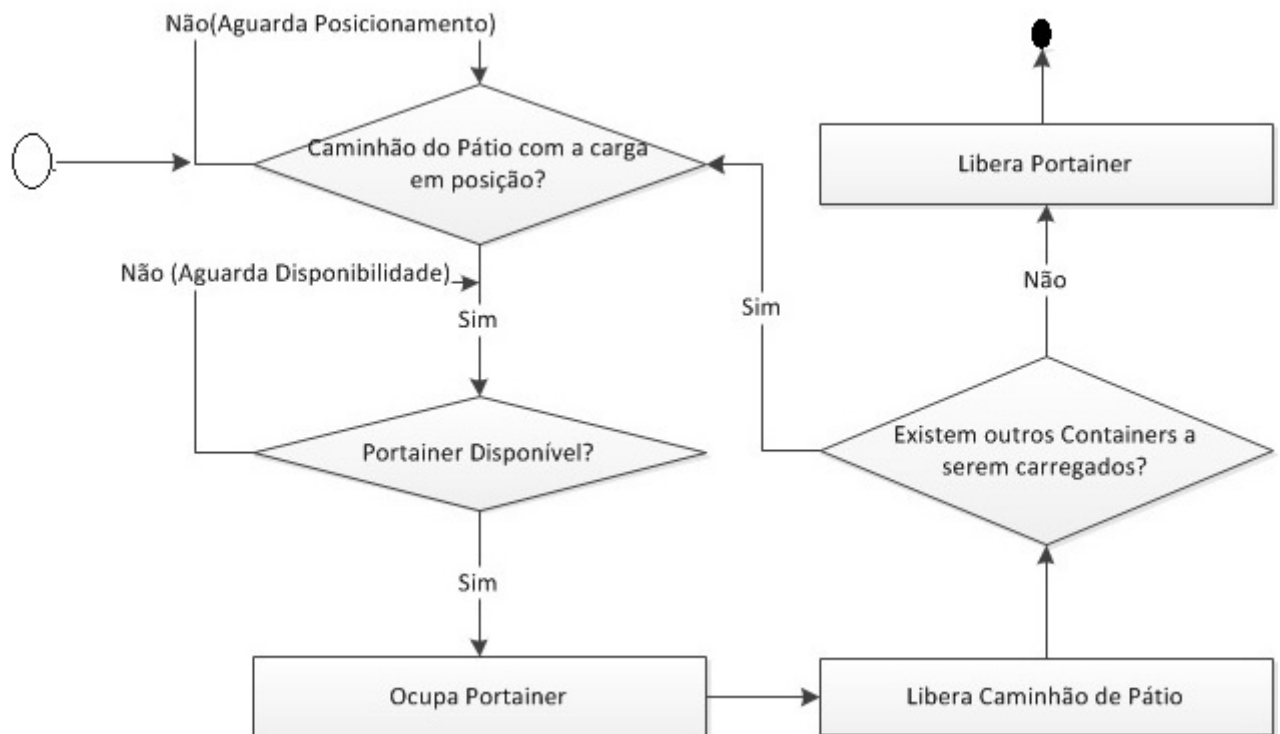 Não(Aguarda Posicionamento)
Caminhão do Pátio com a carga
em posição?
Não (Aguarda Disponibilidade)
Sim
Portainer Disponível?
Sim
Ocupa Portainer
Libera Caminhão de Pátio
Existem outros Containers a
serem carregados?
Sim
Não
Libera Portainer